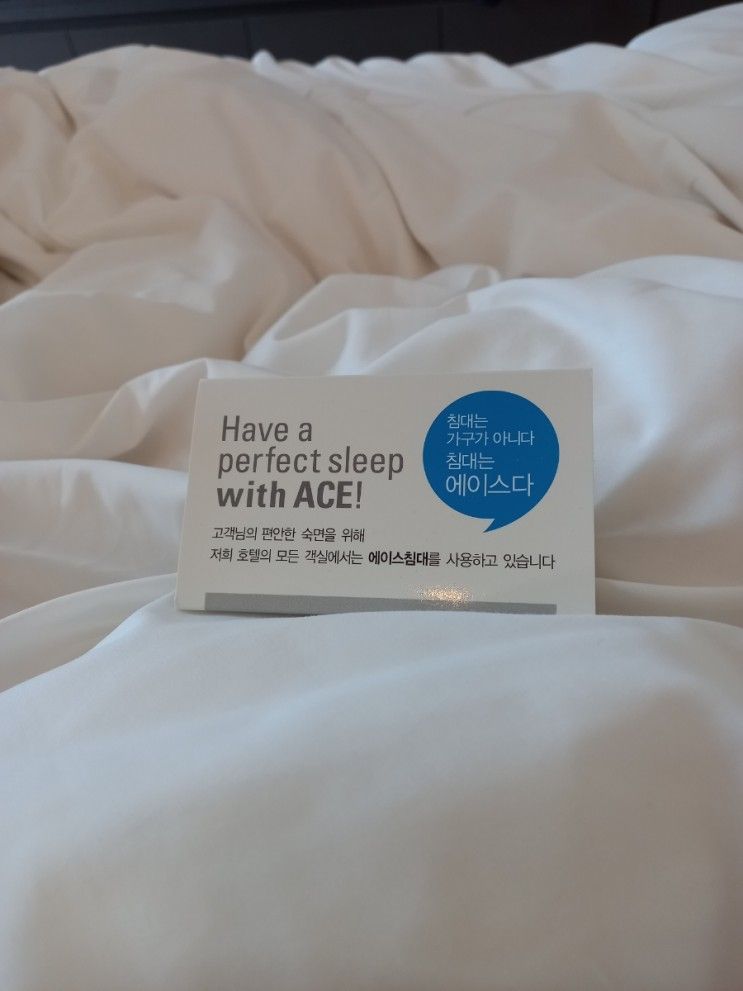 Have a
perfect sleep
with ACE!
침대는
가구가 아니다
침대는
에이스다
고객님의 편안한 숙면을 위해
저희 호텔의 모든 객실에서는 에이스침대를 사용하고 있습니다